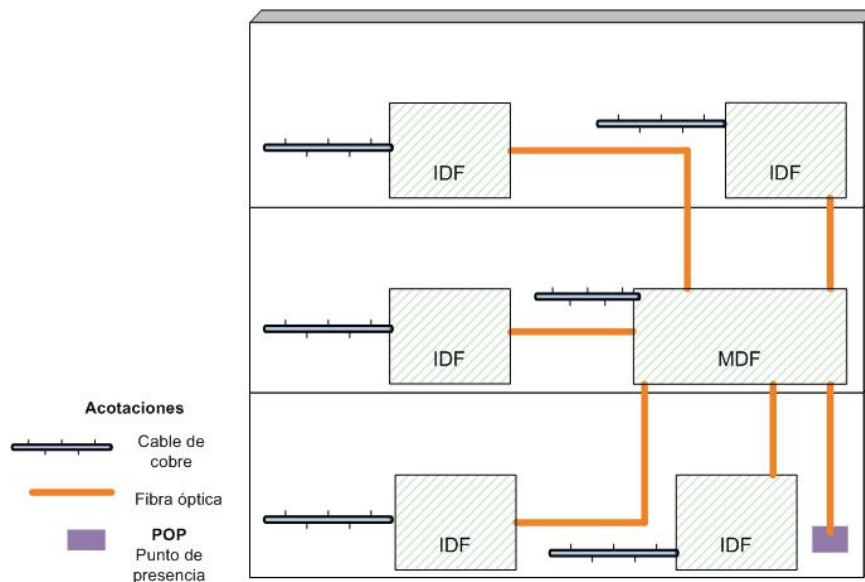 IDF
IDF
IDF
MDF
Acotaciones
Cable de
cobre
Fibra óptica
POP
Punto de
presencia
IDF
IDF